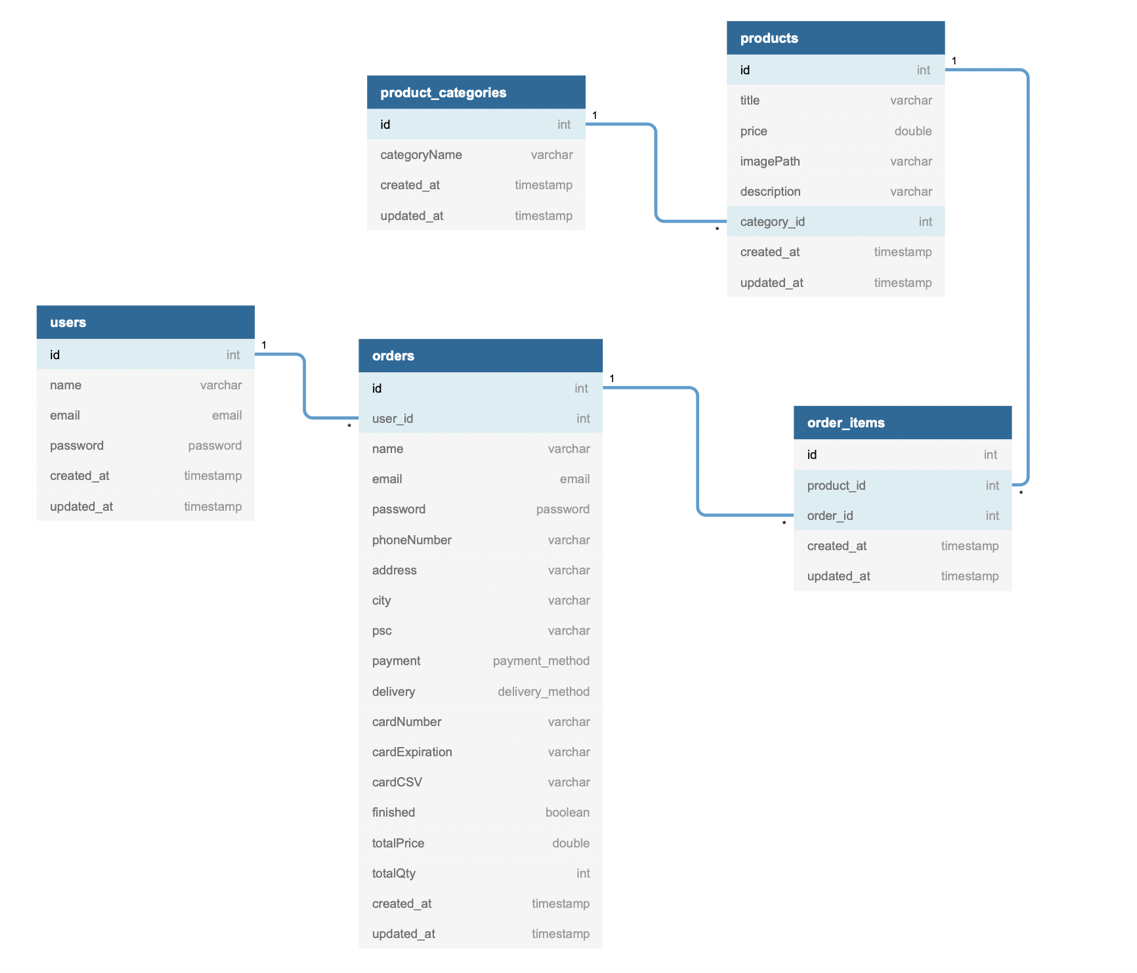 products
1
id int
title varchar
price double
imagePath varchar
description varchar
category_id int
*
created_at timestamp
updated_at timestamp
product_categories
id int
1
categoryName varchar
created_at timestamp
updated_at timestamp
users
id int
1
name varchar
email email
password password
created_at timestamp
updated_at timestamp
orders
id int
1
user_id int
*
name varchar
email email
password password
phoneNumber varchar
address varchar
city varchar
psc varchar
payment payment_method
delivery delivery_method
cardNumber varchar
cardExpiration varchar
cardCSV varchar
finished boolean
totalPrice double
totalQty int
created_at timestamp
updated_at timestamp
order_items
id int
product_id int
*
order_id int
*
created_at timestamp
updated_at timestamp